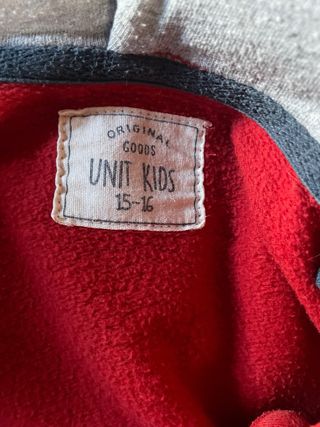 ORIGINAL
GOODS
UNIT KIDS
15-16